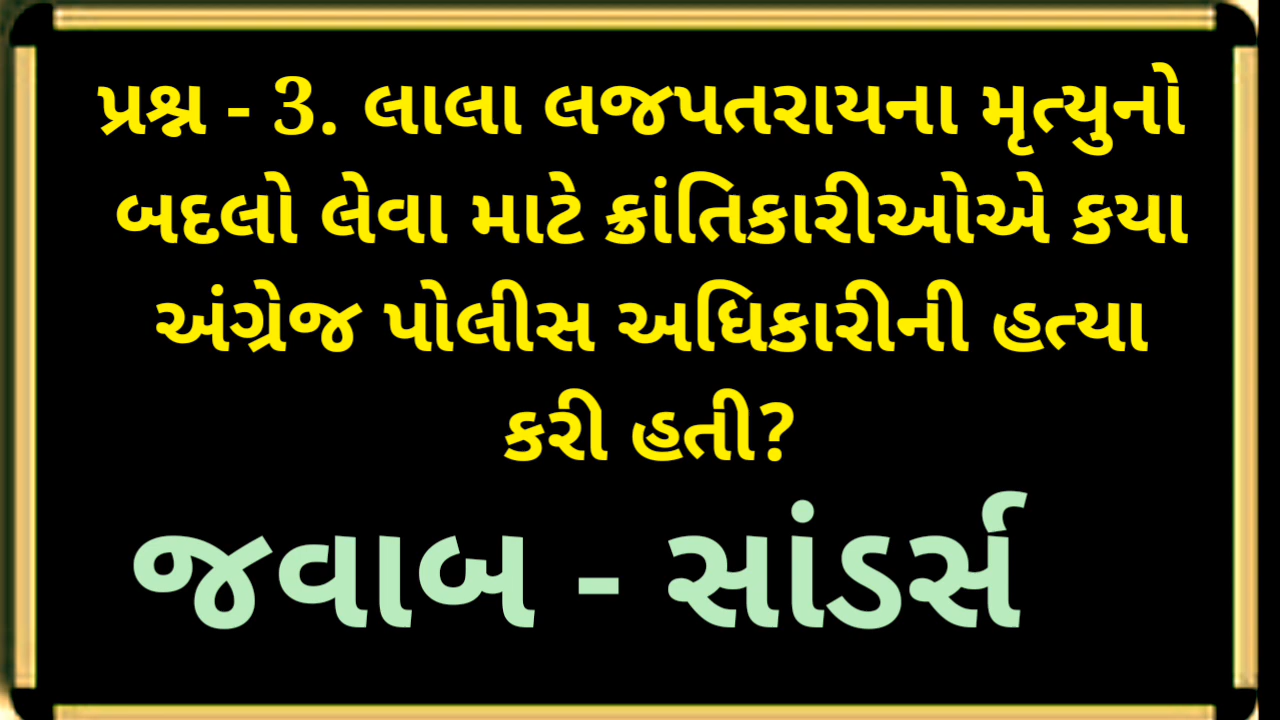 પ્રશ્ન - 3. લાલા લજપતરાયના મૃત્યુનો
બદલો લેવા માટે ક્રાંતિકારીઓએ કયા
અંગ્રેજ પોલીસ અધિકારીની હત્યા
કરી હતી?
જવાબ - સાંડર્સ